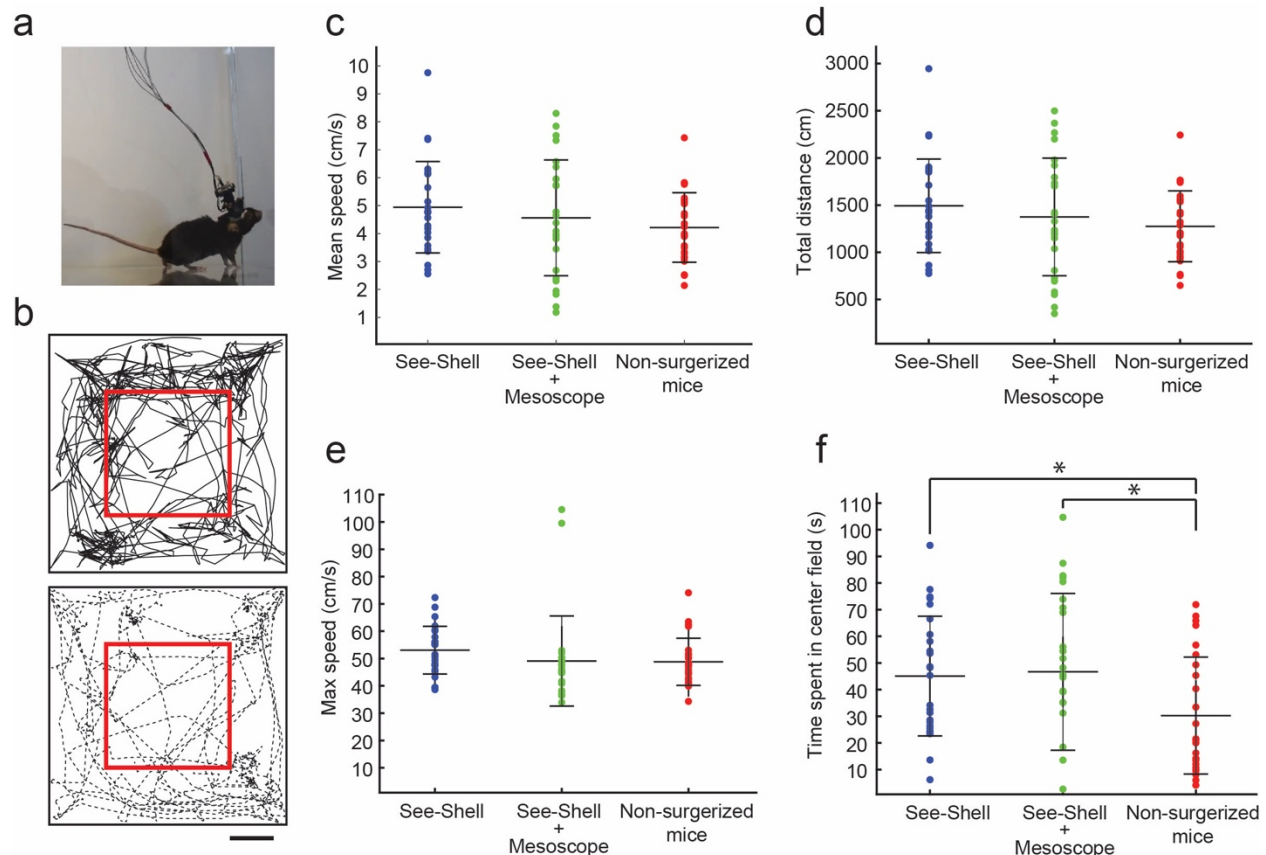 a
b
c
Mean speed (cm/s)
10
9
8
7
6
5
4
3
2
1
See-Shell
See-Shell
+
Mesoscope
Non-surgerized
mice
d
Total distance (cm)
3000
2500
2000
1500
1000
500
See-Shell
See-Shell
+
Mesoscope
Non-surgerized
mice
e
Max speed (cm/s)
110
100
90
80
70
60
50
40
30
20
10
See-Shell
See-Shell
+
Mesoscope
Non-surgerized
mice
f
Time spent in center field (s)
110
100
90
80
70
60
50
40
30
20
10
*
*
See-Shell
See-Shell
+
Mesoscope
Non-surgerized
mice